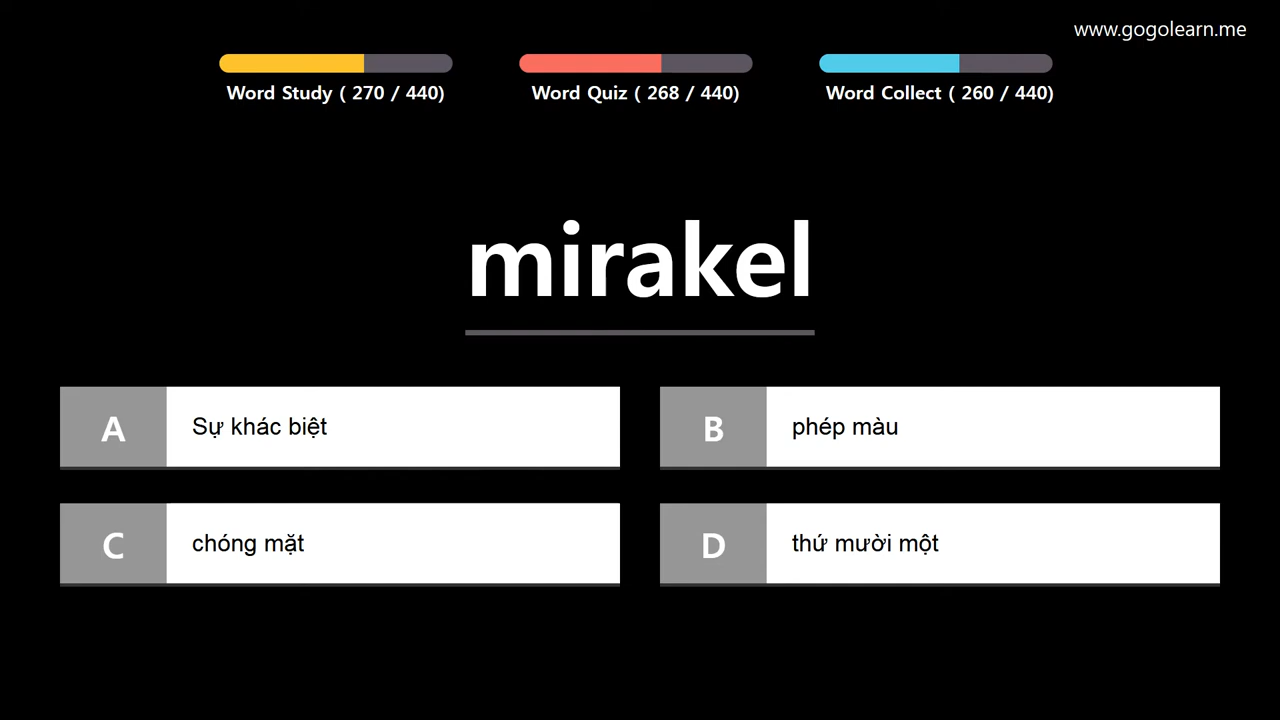 www.gogolearn.me
Word Study ( 270 / 440)
Word Quiz ( 268 / 440)
Word Collect ( 260 / 440)
mirakel
A
Sự khác biệt
B
phép màu
C
chóng mặt
D
thứ mười một